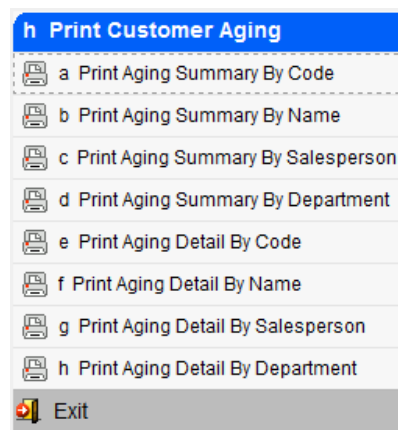 h Print Customer Aging
a Print Aging Summary By Code
b Print Aging Summary By Name
c Print Aging Summary By Salesperson
d Print Aging Summary By Department
e Print Aging Detail By Code
f Print Aging Detail By Name
g Print Aging Detail By Salesperson
h Print Aging Detail By Department
Exit